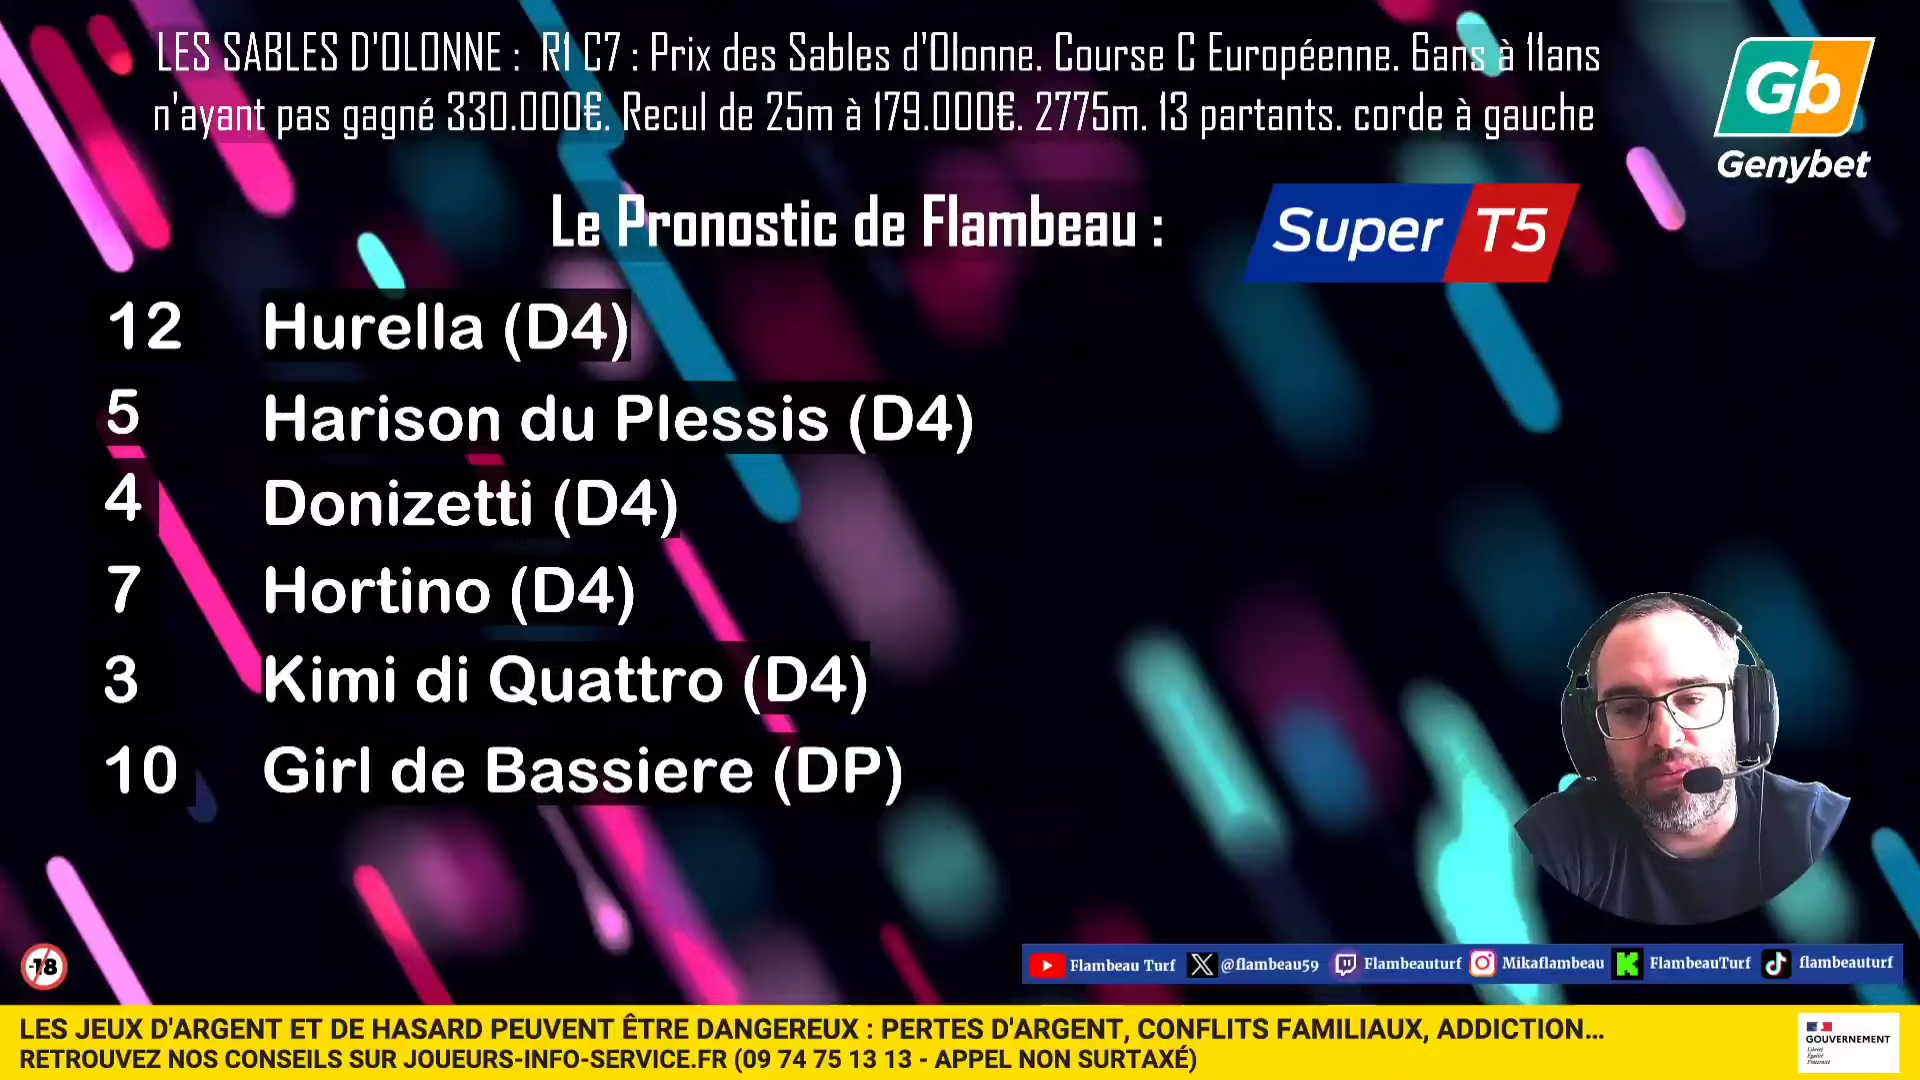 LES SABLES D'OLONNE : R1 C7 : Prix des Sables d'Olonne. Course C Européenne. 6ans à 11ans
n'ayant pas gagné 330.000€. Recul de 25m à 179.000€. 2775m. 13 partants. corde à gauche
Gb
Genybet
Le Pronostic de Flambeau :
Super T5
12 Hurella (D4)
5 Harison du Plessis (D4)
4 Donizetti (D4)
7 Hortino (D4)
3 Kimi di Quattro (D4)
10 Girl de Bassiere (DP)
-18
Flambeau Turf @flambeau59 Flambeauturf Mikaflambeau FlambeauTurf flambeauturf
LES JEUX D'ARGENT ET DE HASARD PEUVENT ÊTRE DANGEREUX : PERTES D'ARGENT, CONFLITS FAMILIAUX, ADDICTION...
RETROUVEZ NOS CONSEILS SUR JOUEURS-INFO-SERVICE.FR (09 74 75 13 13 - APPEL NON SURTAXÉ)
GOUVERNEMENT
Liberté
Égalité
Fraternité